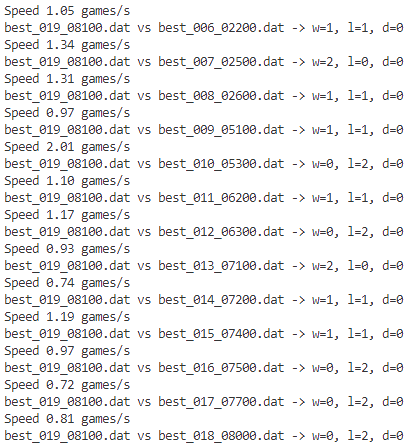 Speed 1.05 games/s
best_019_08100.dat vs best_006_02200.dat -> w=1, l=1, d=0
Speed 1.34 games/s
best_019_08100.dat vs best_007_02500.dat -> w=2, l=0, d=0
Speed 1.31 games/s
best_019_08100.dat vs best_008_02600.dat -> w=1, l=1, d=0
Speed 0.97 games/s
best_019_08100.dat vs best_009_05100.dat -> w=1, l=1, d=0
Speed 2.01 games/s
best_019_08100.dat vs best_010_05300.dat -> w=0, l=2, d=0
Speed 1.10 games/s
best_019_08100.dat vs best_011_06200.dat -> w=1, l=1, d=0
Speed 1.17 games/s
best_019_08100.dat vs best_012_06300.dat -> w=0, l=2, d=0
Speed 0.93 games/s
best_019_08100.dat vs best_013_07100.dat -> w=2, l=0, d=0
Speed 0.74 games/s
best_019_08100.dat vs best_014_07200.dat -> w=1, l=1, d=0
Speed 1.19 games/s
best_019_08100.dat vs best_015_07400.dat -> w=1, l=1, d=0
Speed 0.97 games/s
best_019_08100.dat vs best_016_07500.dat -> w=0, l=2, d=0
Speed 0.72 games/s
best_019_08100.dat vs best_017_07700.dat -> w=0, l=2, d=0
Speed 0.81 games/s
best_019_08100.dat vs best_018_08000.dat -> w=0, l=2, d=0